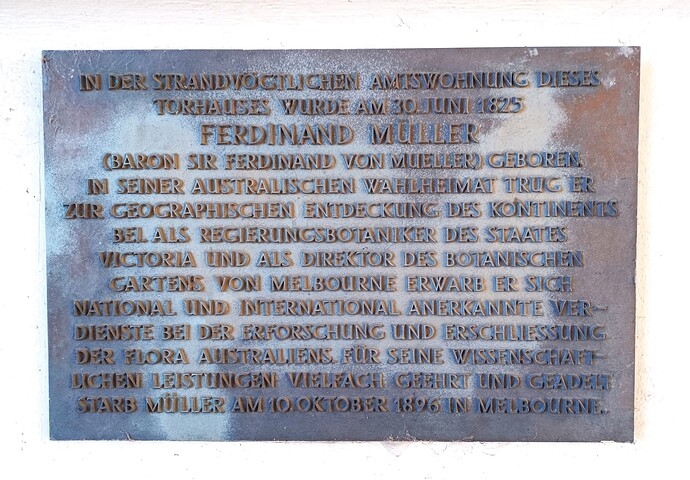 IN DER STRANDVÖGTLICHEN AMTSWOHNUNG DIESES
TORHAUSES WURDE AM 30. JUNI 1825
FERDINAND MÜLLER
(BARON SIR FERDINAND VON MUELLER) GEBOREN.
IN SEINER AUSTRALISCHEN WAHLHEIMAT TRUG ER
ZUR GEOGRAPHISCHEN ENTDECKUNG DES KONTINENTS
BEI. ALS REGIERUNGSBOTANIKER DES STAATES
VICTORIA UND ALS DIREKTOR DES BOTANISCHEN
GARTENS VON MELBOURNE ERWARB ER SICH
NATIONAL UND INTERNATIONAL ANERKANNTE VER-
DIENSTE BEI DER ERFORSCHUNG UND ERSCHLIESSUNG
DER FLORA AUSTRALIENS. FÜR SEINE WISSENSCHAFT-
LICHEN LEISTUNGEN VIELFACH GEEHRT UND GEADELT
STARB MÜLLER AM 10. OKTOBER 1896 IN MELBOURNE.